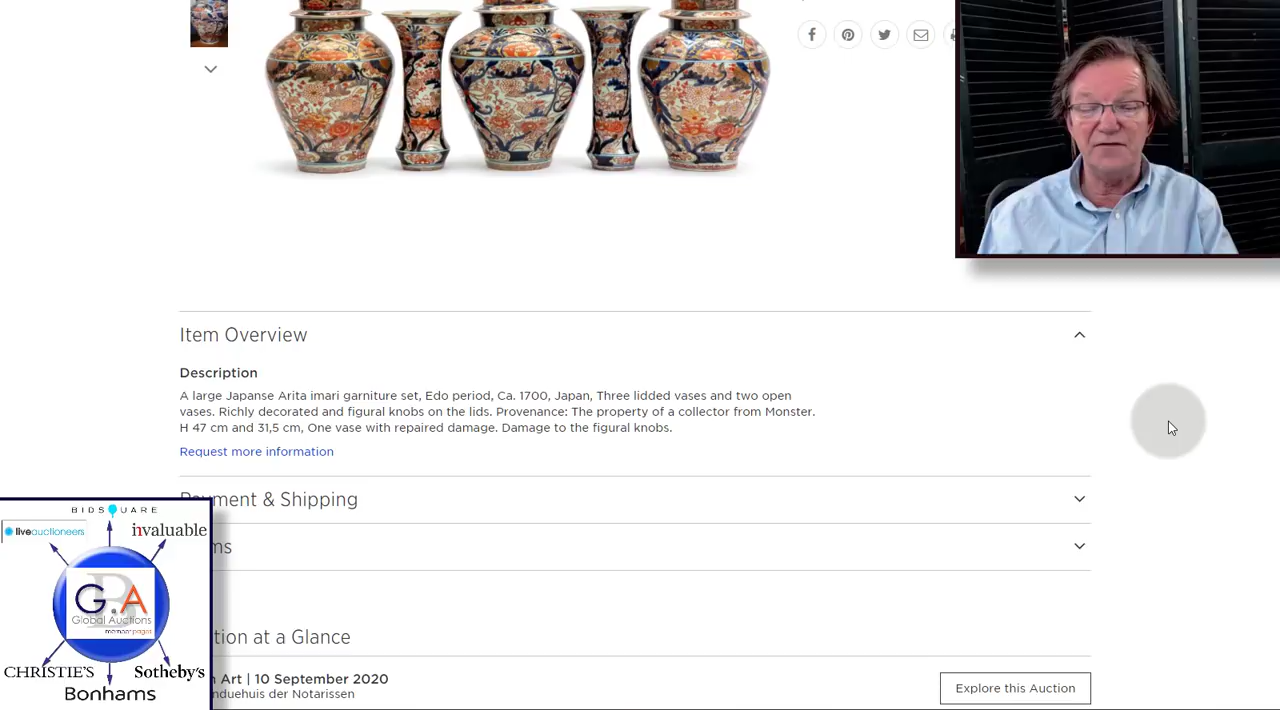 Item Overview
Description
A large Japanse Arita imari garniture set, Edo period, Ca. 1700, Japan, Three lidded vases and two open
vases. Richly decorated and figural knobs on the lids. Provenance: The property of a collector from Monster.
H 47 cm and 31,5 cm, One vase with repaired damage. Damage to the figural knobs.
Request more information
Payment & Shipping
BIDSQUARE
liveauctioneers
invaluable
G.A
Global Auctions
CHRISTIE'S
Sotheby's
Bonhams
at a Glance
Art | 10 September 2020
der Notarissen
Explore this Auction